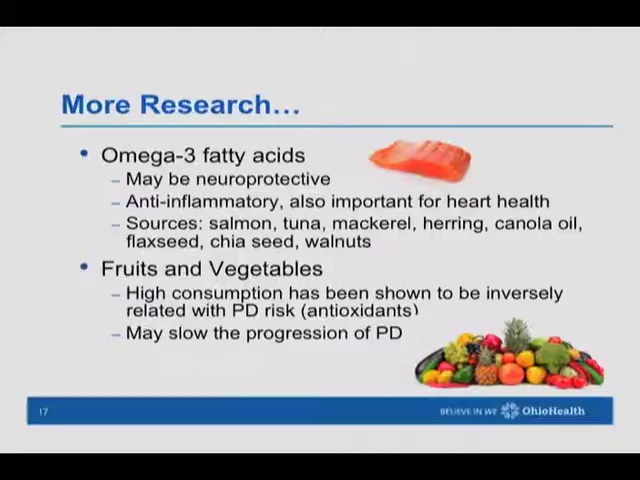 More Research…
• Omega-3 fatty acids
– May be neuroprotective
– Anti-inflammatory, also important for heart health
– Sources: salmon, tuna, mackerel, herring, canola oil,
flaxseed, chia seed, walnuts
• Fruits and Vegetables
– High consumption has been shown to be inversely
related with PD risk (antioxidants)
– May slow the progression of PD
17
BELIEVE IN WE OhioHealth